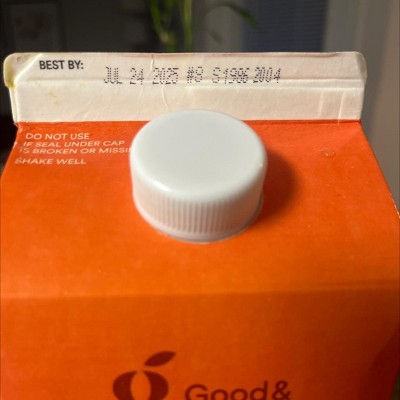 BEST BY:
JUL 24 2025 #8 S1986 2004
DO NOT USE
IF SEAL UNDER CAP
IS BROKEN OR MISSI
SHAKE WELL
Good&